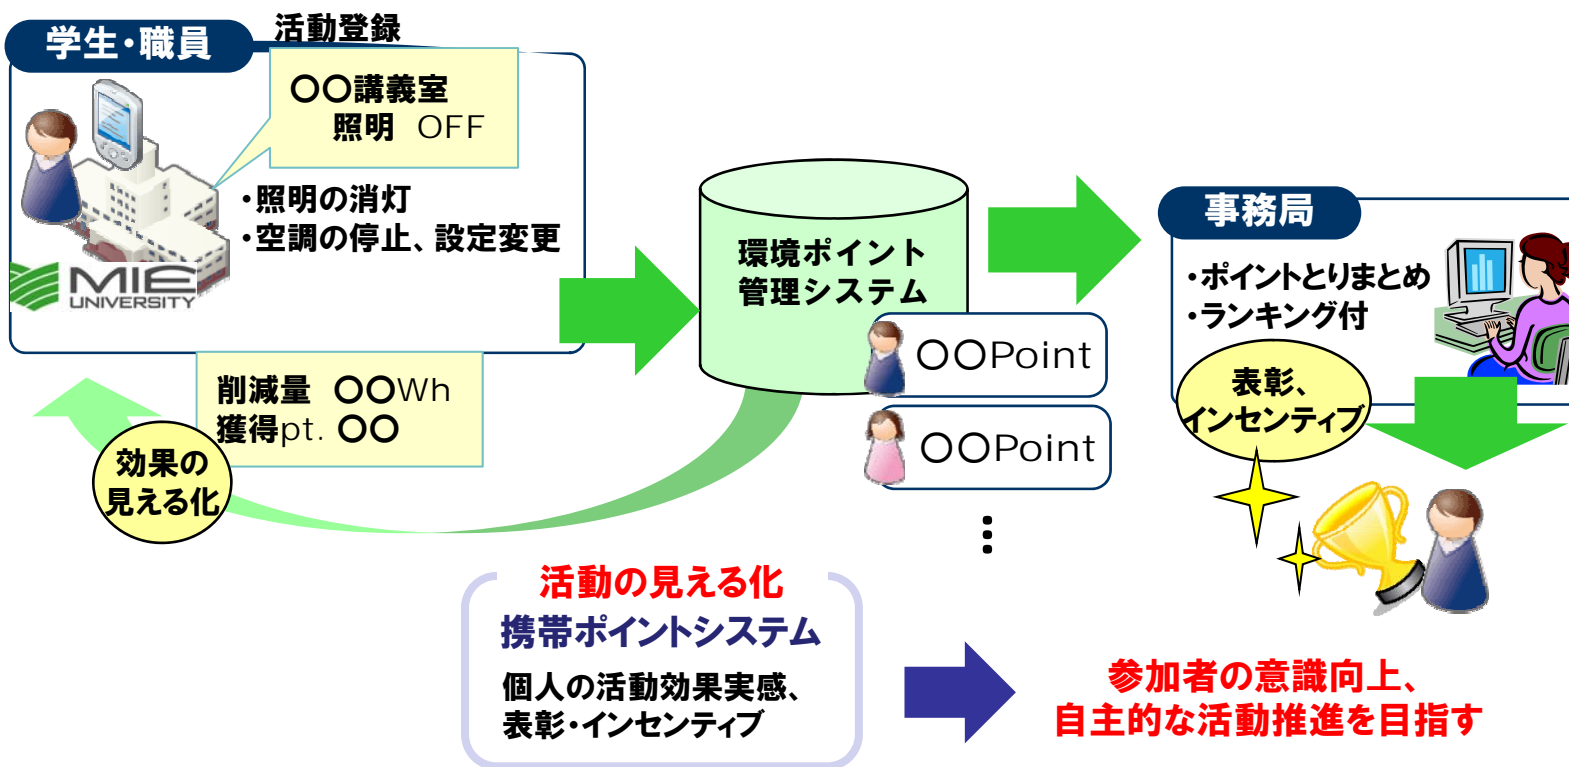 学生・職員
活動登録
〇〇講義室
照明 OFF
・照明の消灯
・空調の停止、設定変更
MIE
UNIVERSITY
削減量 〇〇Wh
獲得pt. 〇〇
効果の
見える化
環境ポイント
管理システム
〇〇Point
〇〇Point
⋮
事務局
・ポイントとりまとめ
・ランキング付
表彰、
インセンティブ
活動の見える化
携帯ポイントシステム
個人の活動効果実感、
表彰・インセンティブ
参加者の意識向上、
自主的な活動推進を目指す